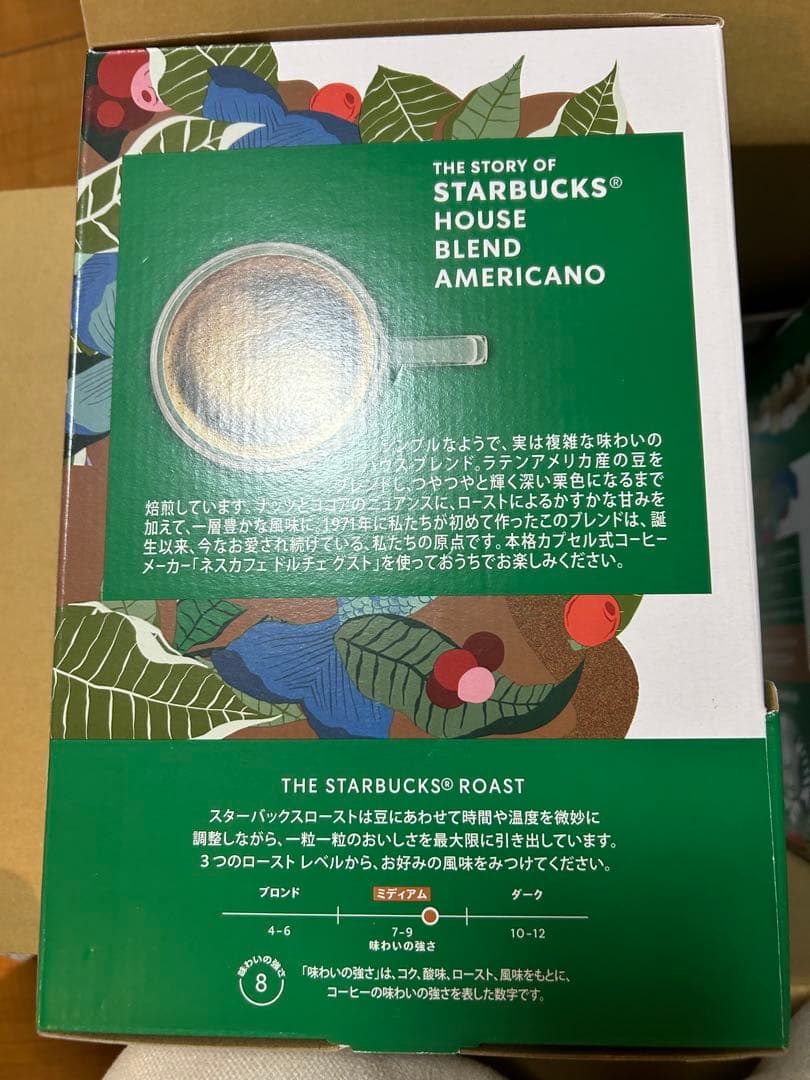 THE STORY OF
STARBUCKS®
HOUSE
BLEND
AMERICANO
シンプルなようで、実は複雑な味わいの
ハウス ブレンド。ラテンアメリカ産の豆を
ブレンドし、つやつやと輝く深い栗色になるまで
焙煎しています。ナッツとココアのニュアンスに、ローストによるかすかな甘みを
加えて、一層豊かな風味に。1971年に私たちが初めて作ったこのブレンドは、誕
生以来、今なお愛され続けている、私たちの原点です。本格カプセル式コーヒー
メーカー「ネスカフェ ドルチェ グスト」を使っておうちでお楽しみください。
THE STARBUCKS® ROAST
スターバックスローストは豆にあわせて時間や温度を微妙に
調整しながら、一粒一粒のおいしさを最大限に引き出しています。
3つのロースト レベルから、お好みの風味をみつけてください。
ブロンド ミディアム ダーク
4-6 7-9 10-12
味わいの強さ
味わいの強さ
8
「味わいの強さ」は、コク、酸味、ロースト、風味をもとに、
コーヒーの味わいの強さを表した数字です。